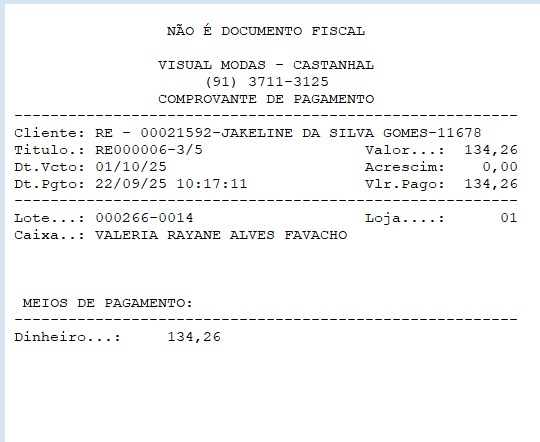 NÃO É DOCUMENTO FISCAL
VISUAL MODAS - CASTANHAL
(91) 3711-3125
COMPROVANTE DE PAGAMENTO
--------------------------------------------------------
Cliente: RE - 00021592-JAKELINE DA SILVA GOMES-11678
Titulo.: RE000006-3/5 Valor...: 134,26
Dt.Vcto: 01/10/25 Acrescim: 0,00
Dt.Pgto: 22/09/25 10:17:11 Vlr.Pago: 134,26
--------------------------------------------------------
Lote...: 000266-0014 Loja....: 01
Caixa..: VALERIA RAYANE ALVES FAVACHO
MEIOS DE PAGAMENTO:
--------------------------------------------------------
Dinheiro...: 134,26